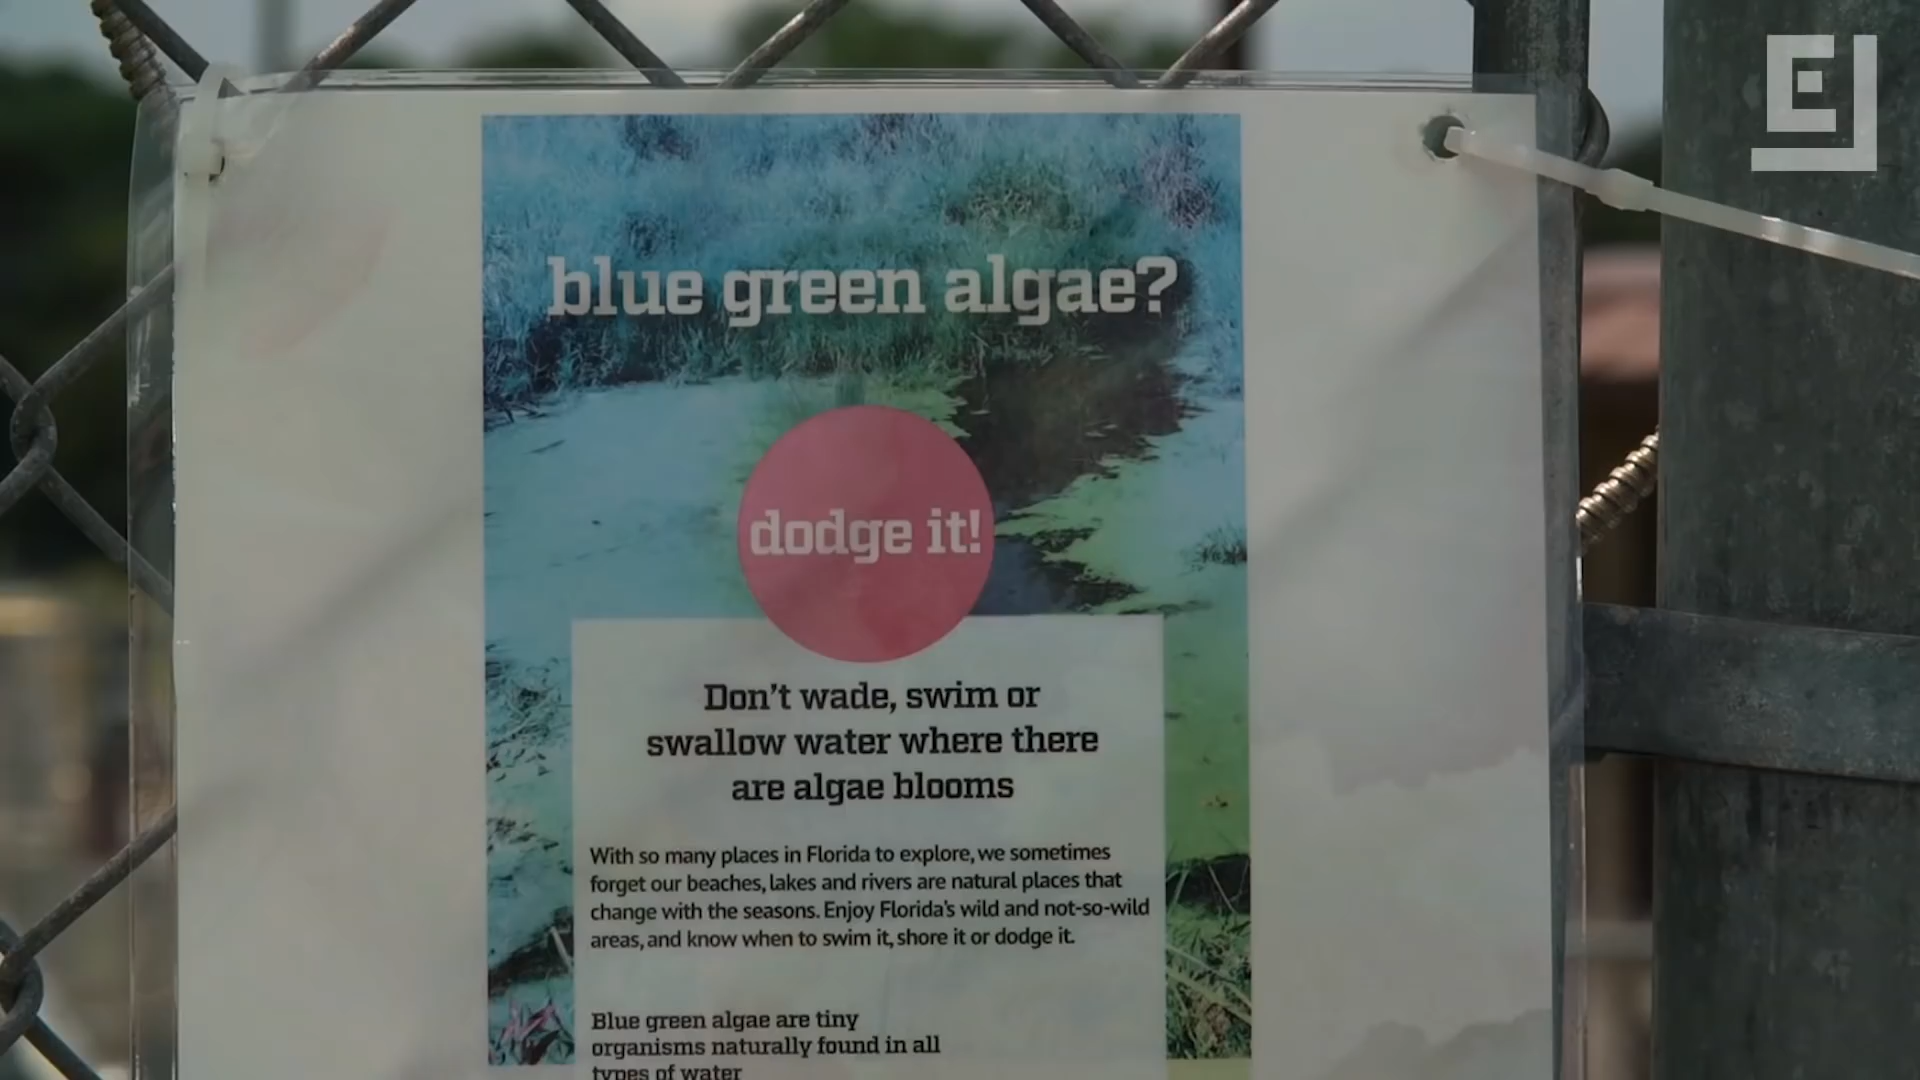 blue green algae?
dodge it!
Don't wade, swim or
swallow water where there
are algae blooms
With so many places in Florida to explore, we sometimes
forget our beaches, lakes and rivers are natural places that
change with the seasons. Enjoy Florida's wild and not-so-wild
areas, and know when to swim it, shore it or dodge it.
Blue green algae are tiny
organisms naturally found in all
types of water